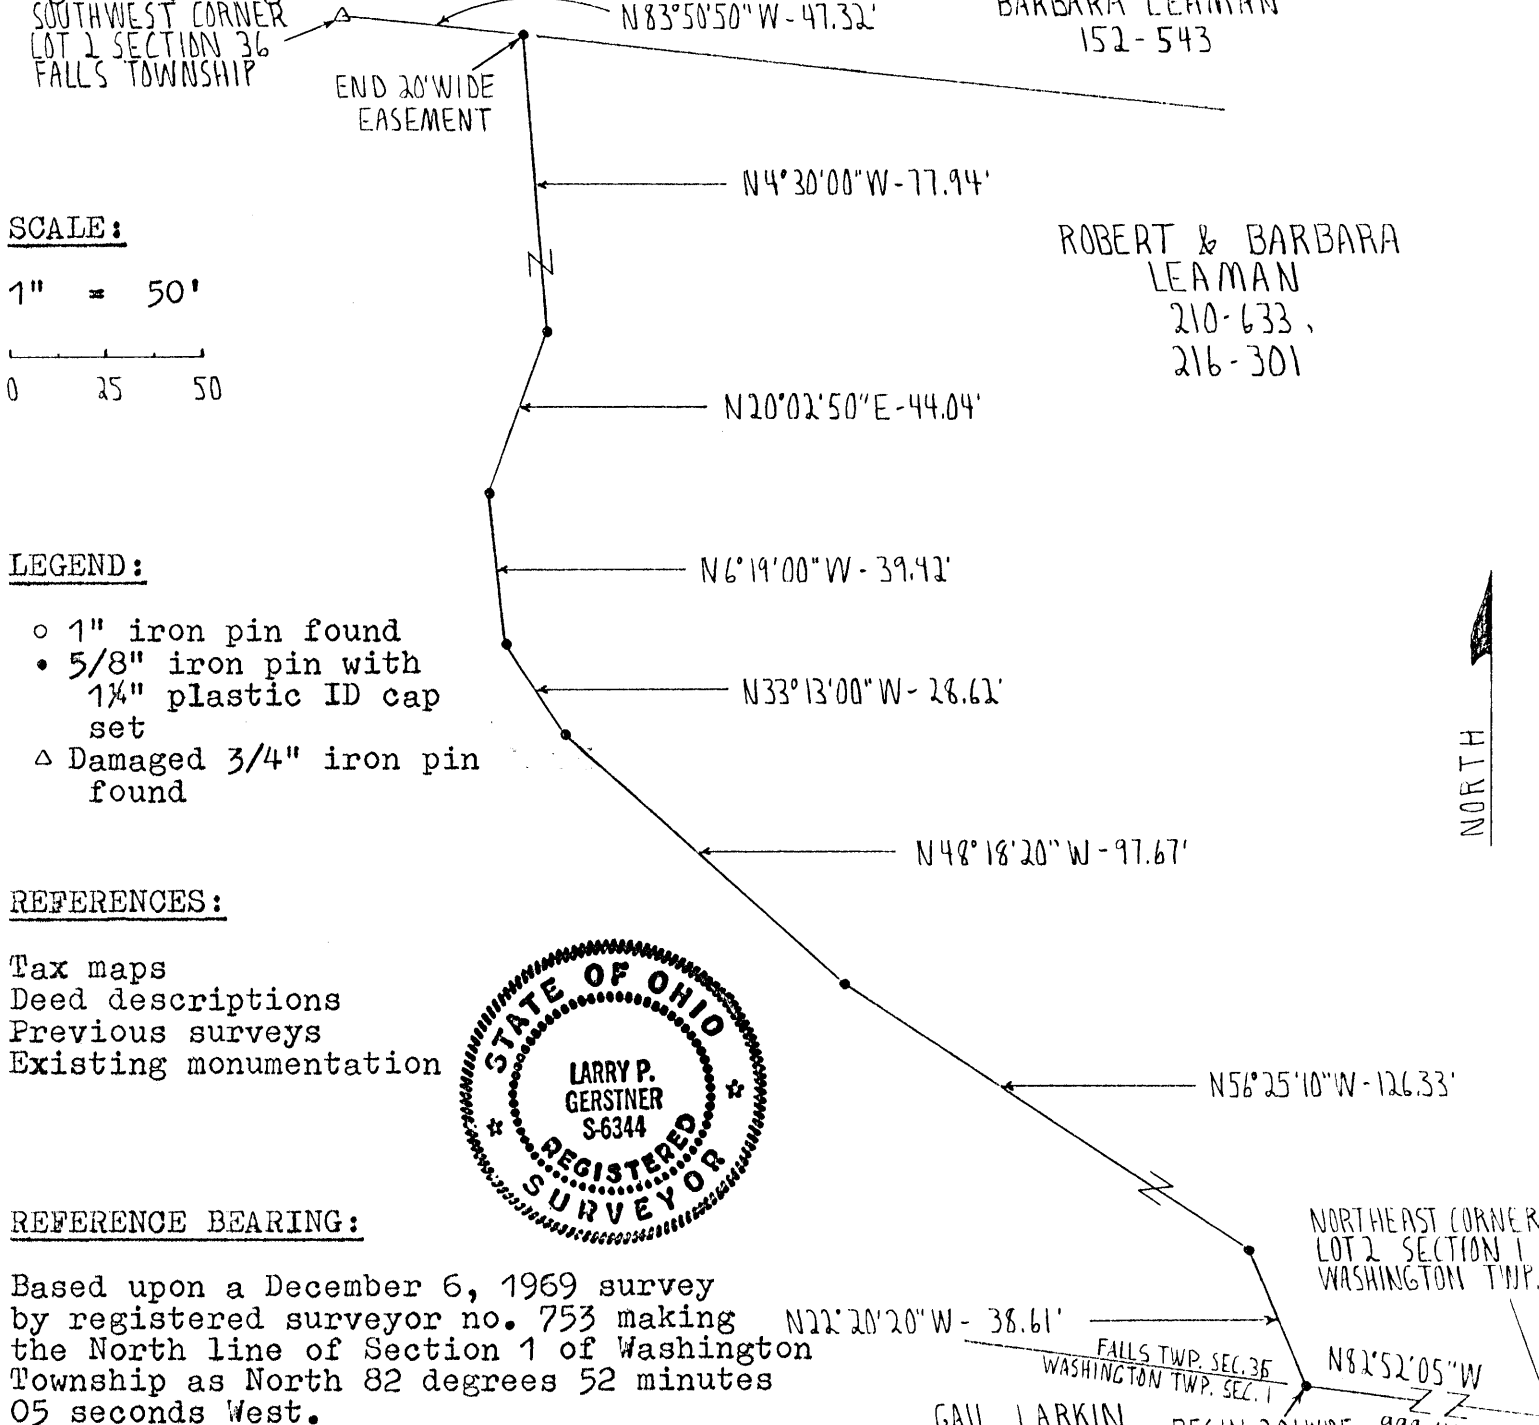 SOUTHWEST CORNER
LOT 2 SECTION 36
FALLS TOWNSHIP
N83°50'50"W-47.32'
BARBARA LEAMAN
152-543
END 20'WIDE
EASEMENT
N4°30'00"W-77.94'
SCALE:
1" = 50'
0 25 50
ROBERT & BARBARA
LEAMAN
210-633,
216-301
N20°02'50"E-44.04'
LEGEND:
○ 1" iron pin found
• 5/8" iron pin with
1¼" plastic ID cap
set
△ Damaged 3/4" iron pin
found
N6°19'00"W-39.42'
N33°13'00"W-28.62'
NORTH
N48°18'20"W-97.67'
REFERENCES:
Tax maps
Deed descriptions
Previous surveys
Existing monumentation
STATE OF OHIO
LARRY P.
GERSTNER
S-6344
REGISTERED
SURVEYOR
N56°25'10"W-126.33'
REFERENCE BEARING:
Based upon a December 6, 1969 survey
by registered surveyor no. 753 making
the North line of Section 1 of Washington
Township as North 82 degrees 52 minutes
05 seconds West.
NORTHEAST CORNER
LOT 2 SECTION 1
WASHINGTON TWP.
N22°20'20"W- 38.61'
FALLS TWP. SEC.36
WASHINGTON TWP. SEC.1
N82°52'05"W
LARKIN